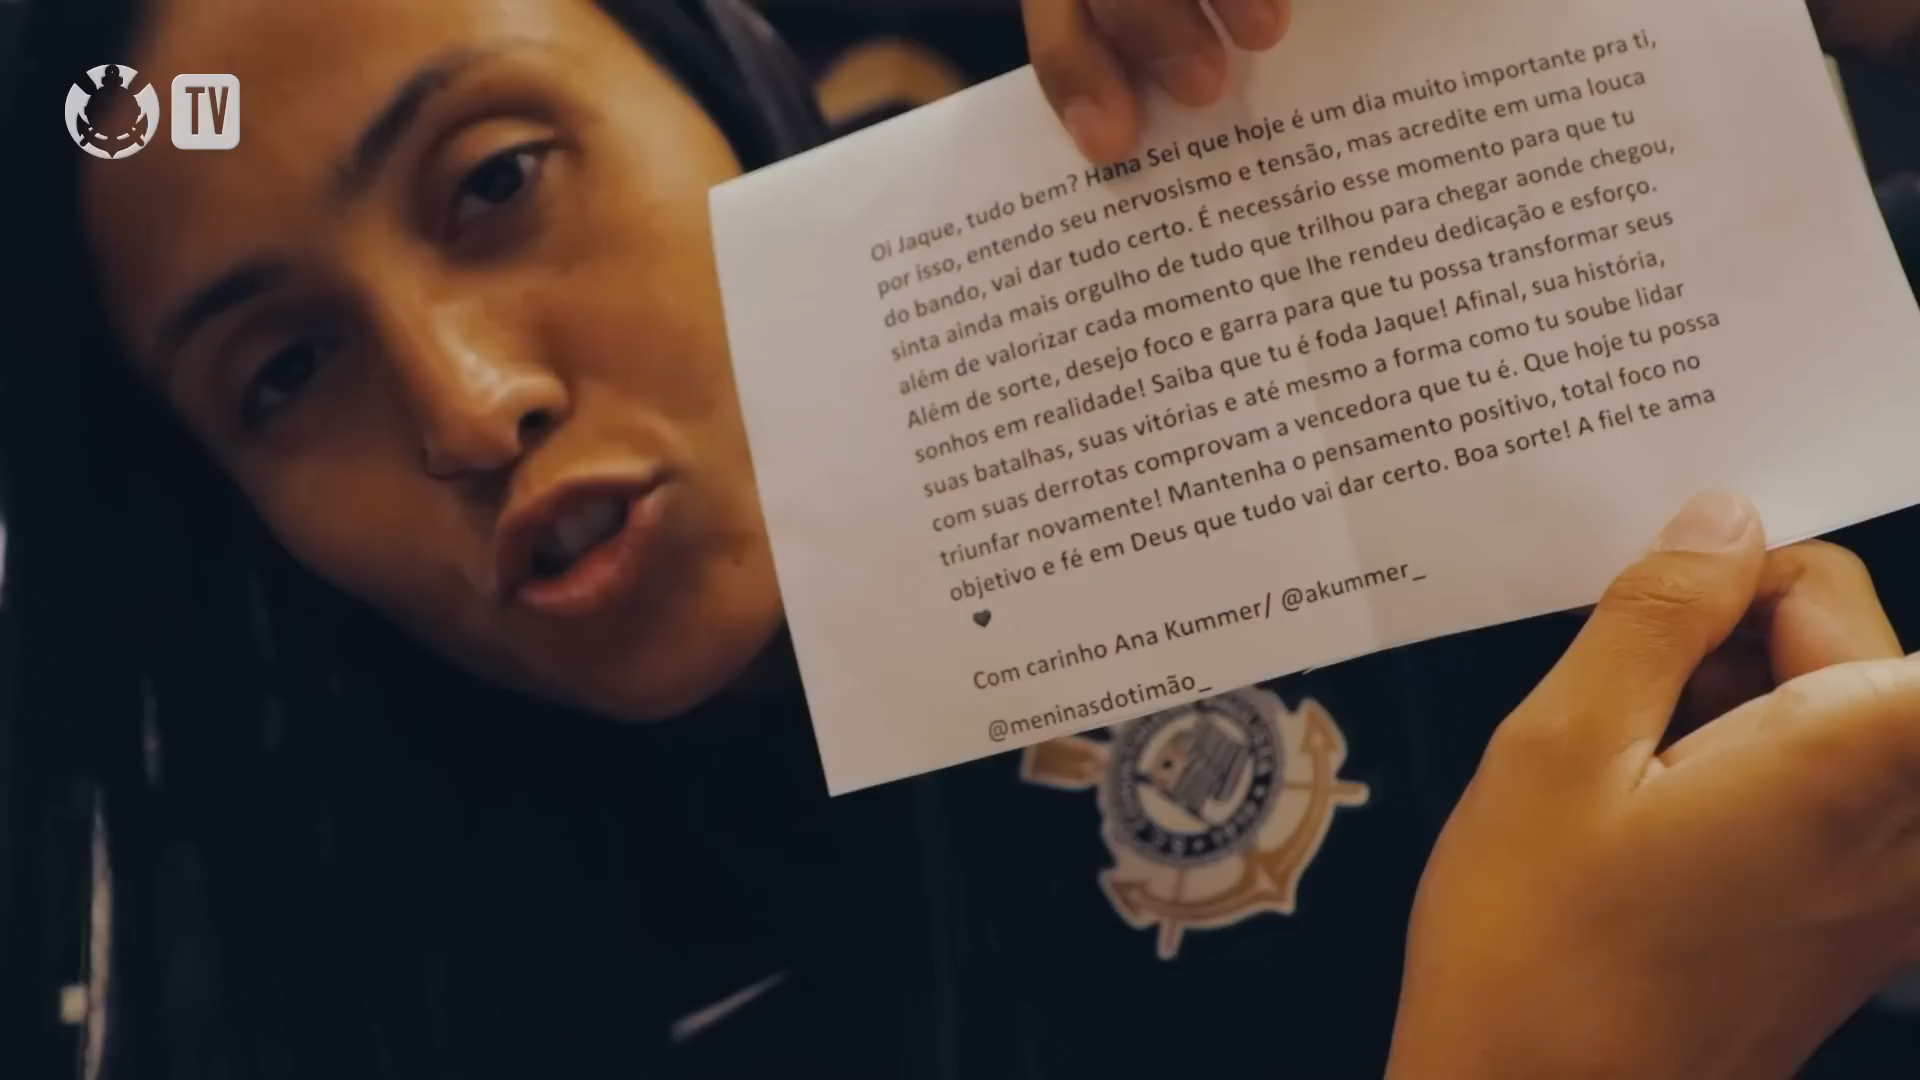 TV
Oi Jaque, tudo bem? Hana Sei que hoje é um dia muito importante pra ti,
por isso, entendo seu nervosismo e tensão, mas acredite em uma louca
do bando, vai dar tudo certo. É necessário esse momento para que tu
sinta ainda mais orgulho de tudo que trilhou para chegar aonde chegou,
além de valorizar cada momento que lhe rendeu dedicação e esforço.
Além de sorte, desejo foco e garra para que tu possa transformar seus
sonhos em realidade! Saiba que tu é foda Jaque! Afinal, sua história,
suas batalhas, suas vitórias e até mesmo a forma como tu soube lidar
com suas derrotas comprovam a vencedora que tu é. Que hoje tu possa
triunfar novamente! Mantenha o pensamento positivo, total foco no
objetivo e fé em Deus que tudo vai dar certo. Boa sorte! A fiel te ama
🖤
Com carinho Ana Kummer/ @akummer_
@meninasdotimão_